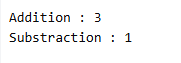 Addition : 3
Substraction : 1